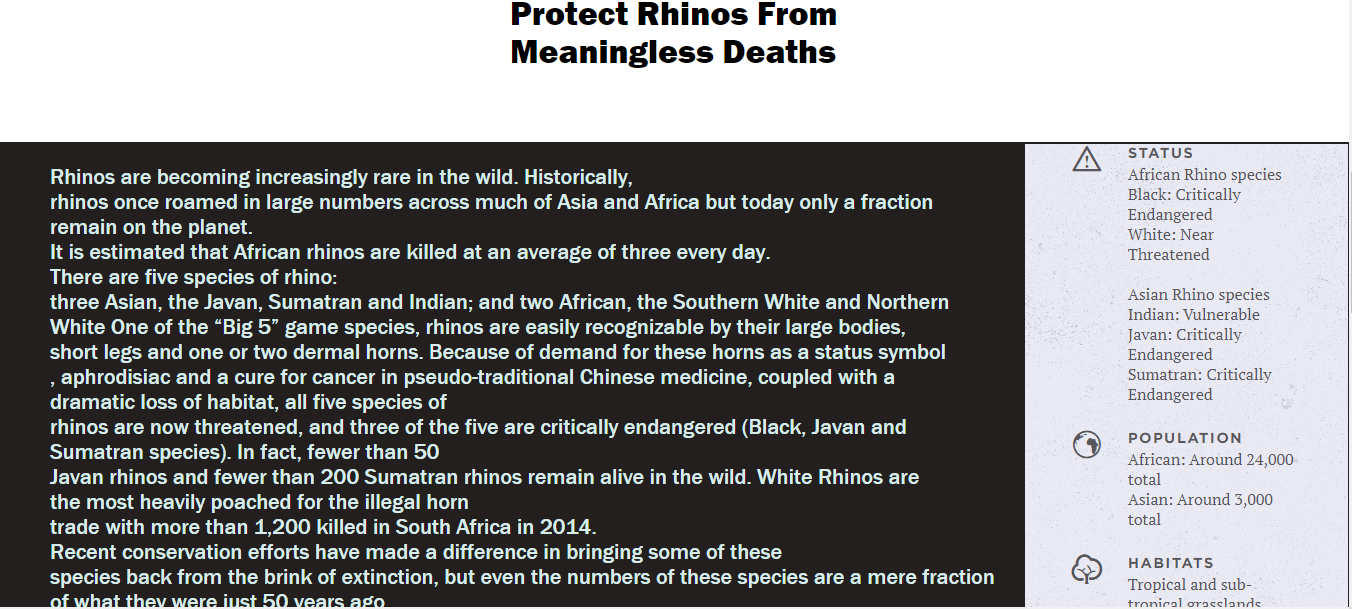 Protect Rhinos From
Meaningless Deaths
Rhinos are becoming increasingly rare in the wild. Historically,
rhinos once roamed in large numbers across much of Asia and Africa but today only a fraction
remain on the planet.
It is estimated that African rhinos are killed at an average of three every day.
There are five species of rhino:
three Asian, the Javan, Sumatran and Indian; and two African, the Southern White and Northern
White One of the “Big 5” game species, rhinos are easily recognizable by their large bodies,
short legs and one or two dermal horns. Because of demand for these horns as a status symbol
, aphrodisiac and a cure for cancer in pseudo-traditional Chinese medicine, coupled with a
dramatic loss of habitat, all five species of
rhinos are now threatened, and three of the five are critically endangered (Black, Javan and
Sumatran species). In fact, fewer than 50
Javan rhinos and fewer than 200 Sumatran rhinos remain alive in the wild. White Rhinos are
the most heavily poached for the illegal horn
trade with more than 1,200 killed in South Africa in 2014.
Recent conservation efforts have made a difference in bringing some of these
species back from the brink of extinction, but even the numbers of these species are a mere fraction
of what they were just 50 years ago
STATUS
African Rhino species
Black: Critically
Endangered
White: Near
Threatened
Asian Rhino species
Indian: Vulnerable
Javan: Critically
Endangered
Sumatran: Critically
Endangered
POPULATION
African: Around 24,000
total
Asian: Around 3,000
total
HABITATS
Tropical and sub-
tropical grasslands